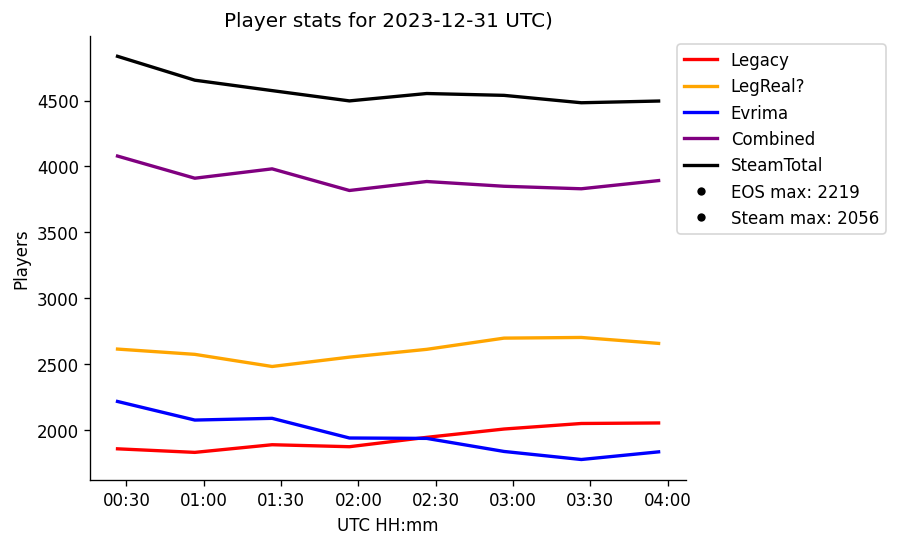 Player stats for 2023-12-31 UTC)
Legacy
LegReal?
Evrima
Combined
SteamTotal
EOS max: 2219
Steam max: 2056
Players
4500
4000
3500
3000
2500
2000
00:30 01:00 01:30 02:00 02:30 03:00 03:30 04:00
UTC HH:mm